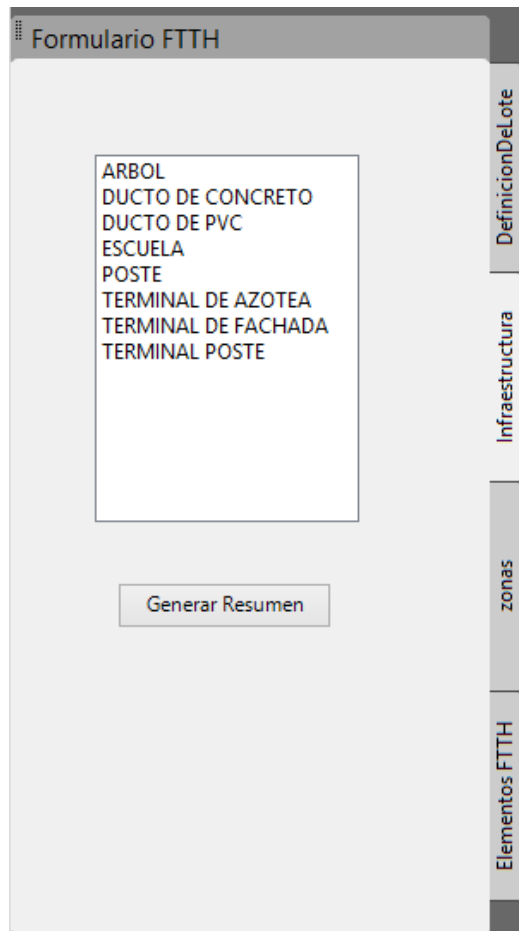 Formulario FTTH
ARBOL
DUCTO DE CONCRETO
DUCTO DE PVC
ESCUELA
POSTE
TERMINAL DE AZOTEA
TERMINAL DE FACHADA
TERMINAL POSTE
Generar Resumen
DefinicionDeLote
Infraestructura
zonas
Elementos FTTH